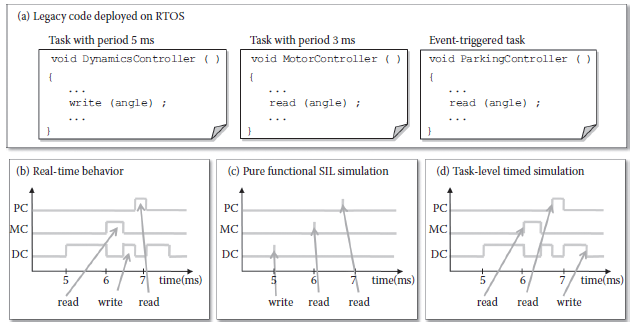 (a) Legacy code deployed on RTOS
Task with period 5 ms
void DynamicsController ( )
{
...
write (angle) ;
...
}
Task with period 3 ms
void MotorController ( )
{
...
read (angle) ;
...
}
Event-triggered task
void ParkingController ( )
{
...
read (angle) ;
...
}
(b) Real-time behavior
PC
MC
DC
5 6 7 time(ms)
read write read
(c) Pure functional SIL simulation
PC
MC
DC
5 6 7 time(ms)
write read read
(d) Task-level timed simulation
PC
MC
DC
5 6 7 time(ms)
read read write